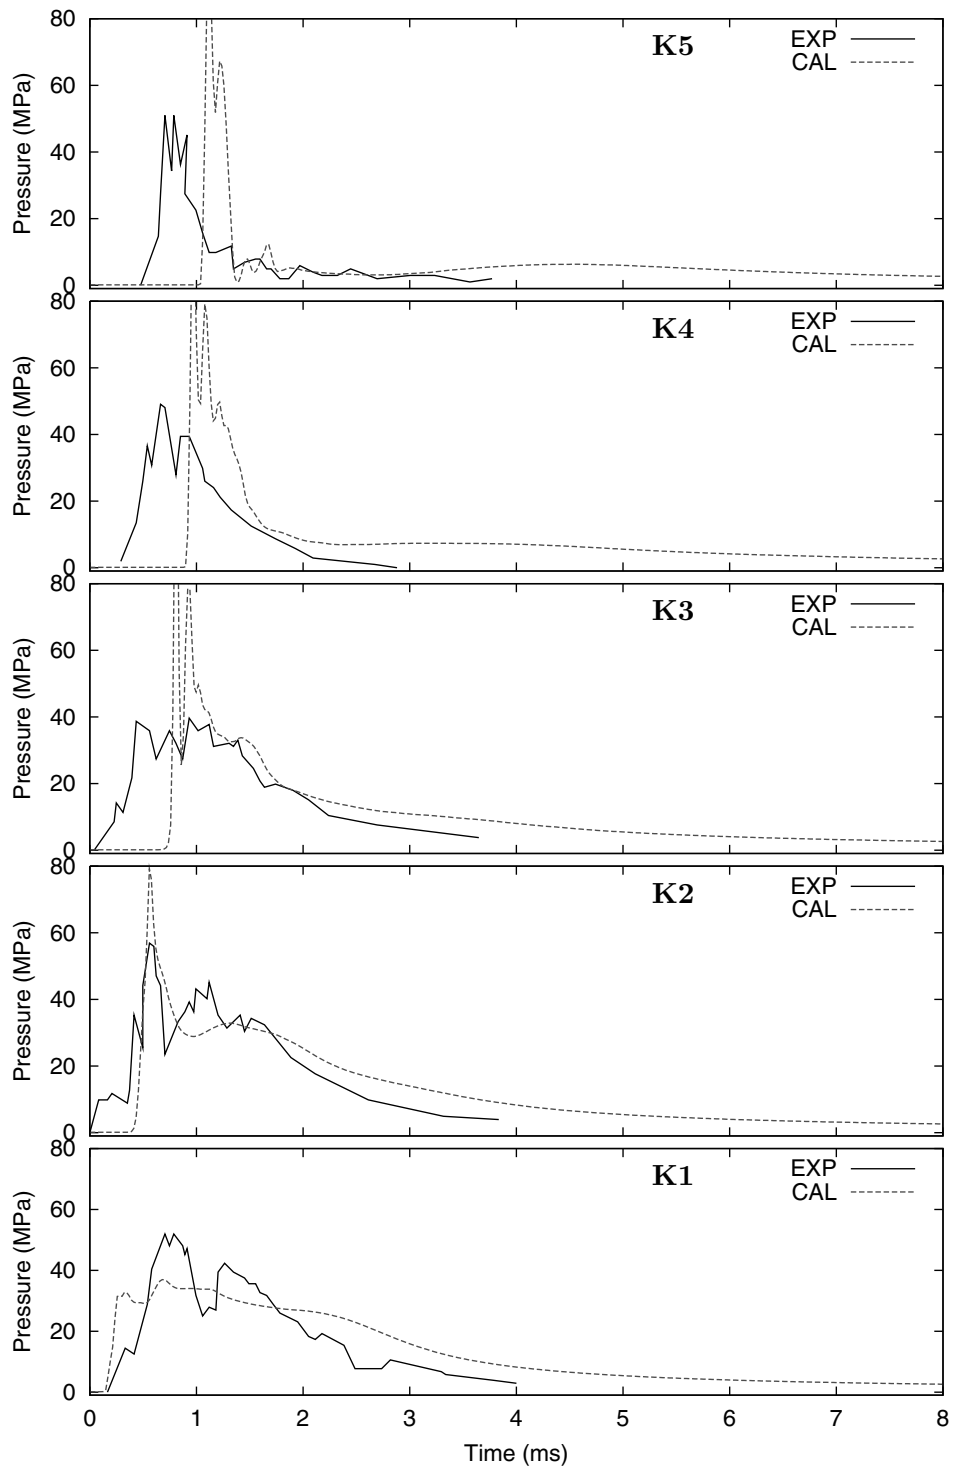 80
60
40
20
0
Pressure (MPa)
K5
EXP
CAL
80
60
40
20
0
Pressure (MPa)
K4
EXP
CAL
80
60
40
20
0
Pressure (MPa)
K3
EXP
CAL
80
60
40
20
0
Pressure (MPa)
K2
EXP
CAL
80
60
40
20
0
Pressure (MPa)
K1
EXP
CAL
0 1 2 3 4 5 6 7 8
Time (ms)